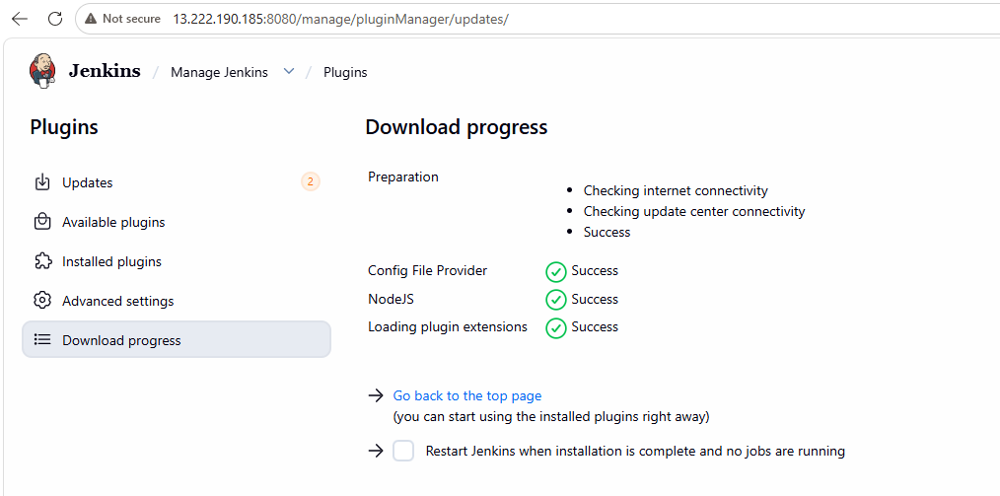 Not secure 13.222.190.185:8080/manage/pluginManager/updates/
Jenkins / Manage Jenkins / Plugins
Plugins
Updates 2
Available plugins
Installed plugins
Advanced settings
Download progress
Download progress
Preparation
Checking internet connectivity
Checking update center connectivity
Success
Config File Provider Success
NodeJS Success
Loading plugin extensions Success
Go back to the top page
(you can start using the installed plugins right away)
Restart Jenkins when installation is complete and no jobs are running